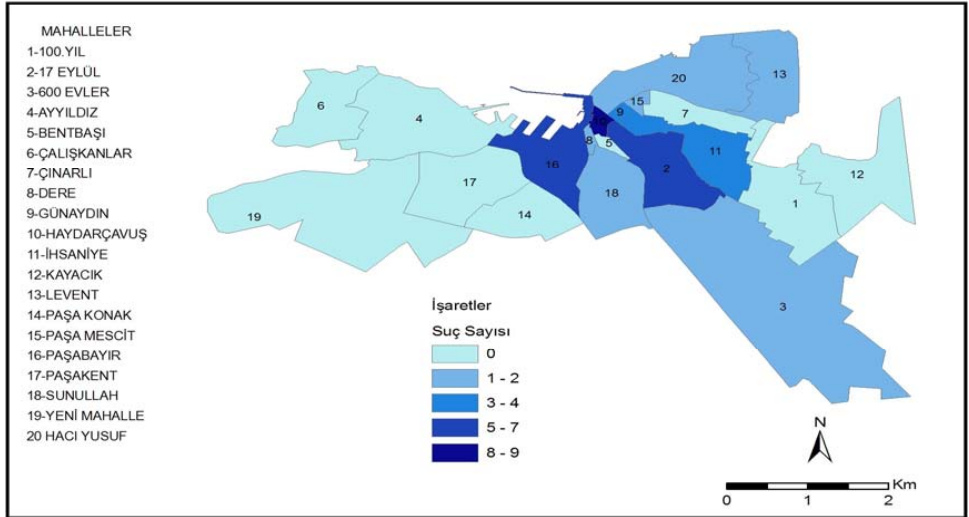 MAHALLELER
1-100.YIL
2-17 EYLÜL
3-600 EVLER
4-AYYILDIZ
5-BENTBAŞI
6-ÇALIŞKANLAR
7-ÇINARLI
8-DERE
9-GÜNAYDIN
10-HAYDARÇAVUŞ
11-İHSANİYE
12-KAYACIK
13-LEVENT
14-PAŞA KONAK
15-PAŞA MESCİT
16-PAŞABAYIR
17-PAŞAKENT
18-SUNULLAH
19-YENİ MAHALLE
20 HACI YUSUF
20
13
6
15
7
4
9
10
8
5
11
16
2
12
17
18
1
19
14
3
İşaretler
Suç Sayısı
0
1 - 2
3 - 4
5 - 7
8 - 9
N
Km
0 1 2